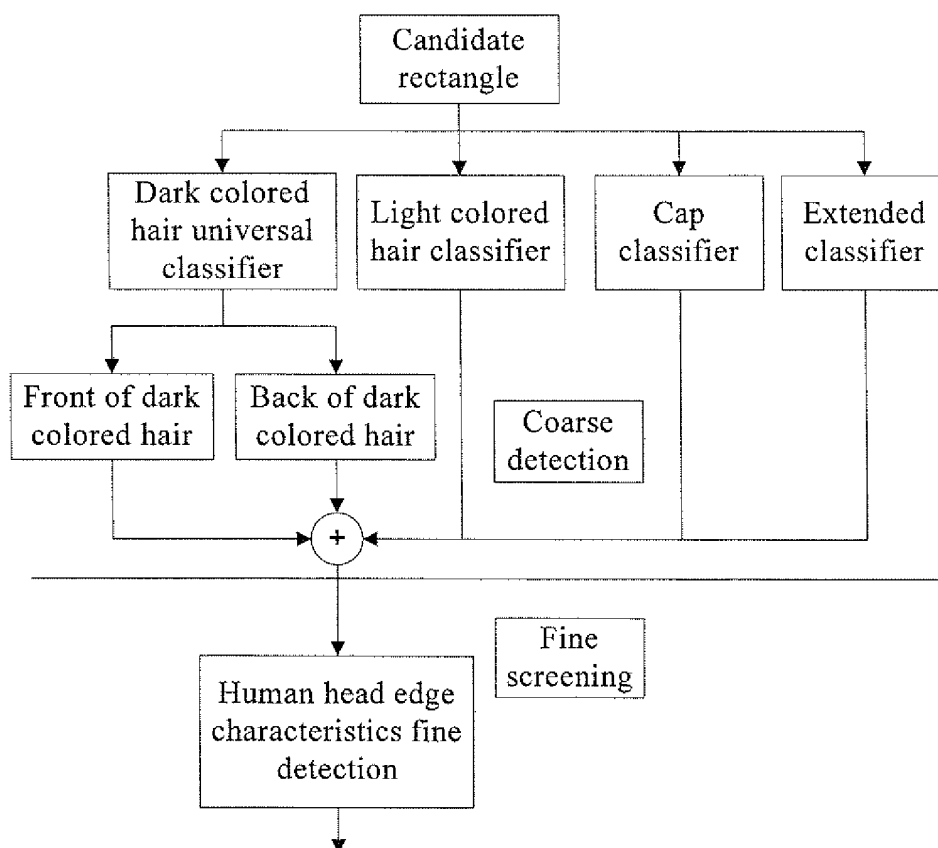 Candidate
rectangle
Dark colored
hair universal
classifier
Light colored
hair classifier
Cap
classifier
Extended
classifier
Front of dark
colored hair
Back of dark
colored hair
Coarse
detection
+
Fine
screening
Human head edge
characteristics fine
detection